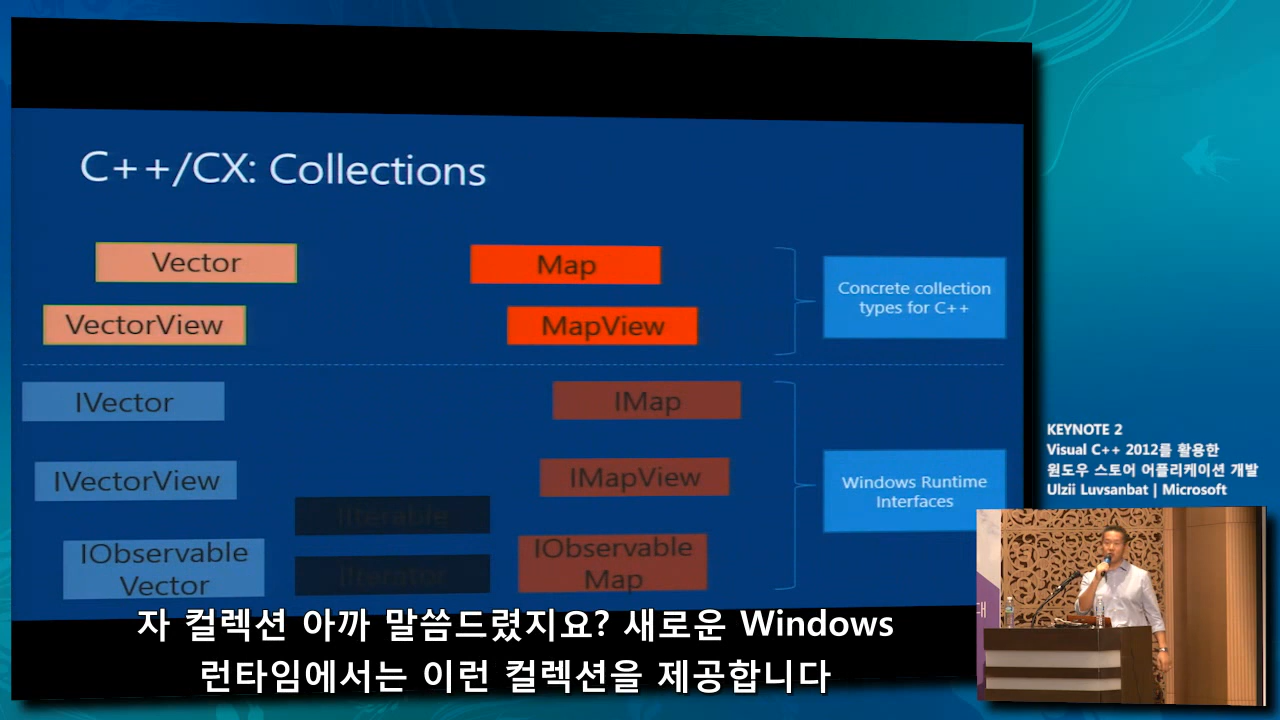 C++/CX: Collections
Vector
Map
VectorView
MapView
Concrete collection
types for C++
IVector
IMap
IVectorView
IMapView
Windows Runtime
Interfaces
IIterable
IObservable
Vector
IIterator
IObservable
Map
KEYNOTE 2
Visual C++ 2012를 활용한
윈도우 스토어 어플리케이션 개발
Ulzii Luvsanbat | Microsoft
대
자 컬렉션 아까 말씀드렸지요? 새로운 Windows
런타임에서는 이런 컬렉션을 제공합니다